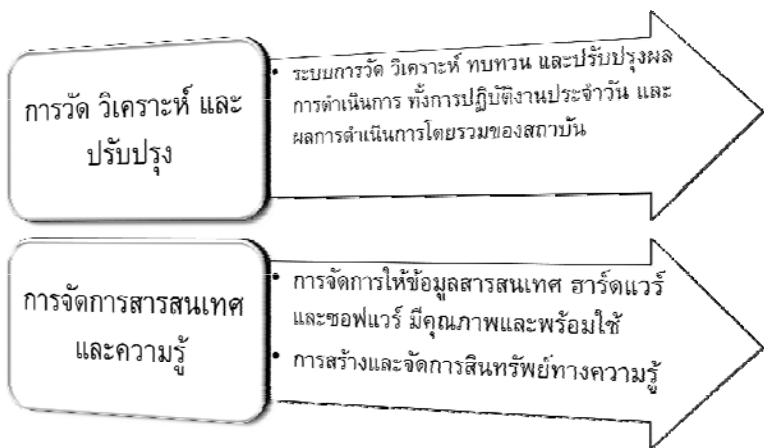 การวัด วิเคราะห์ และ
ปรับปรุง
• ระบบการวัด วิเคราะห์ ทบทวน และปรับปรุงผล
การดำเนินการ ทั้งการปฏิบัติงานประจำวัน และ
ผลการดำเนินการโดยรวมของสถาบัน
การจัดการสารสนเทศ
และความรู้
• การจัดการให้ข้อมูลสารสนเทศ ฮาร์ดแวร์
และซอฟแวร์ มีคุณภาพและพร้อมใช้
• การสร้างและจัดการสินทรัพย์ทางความรู้